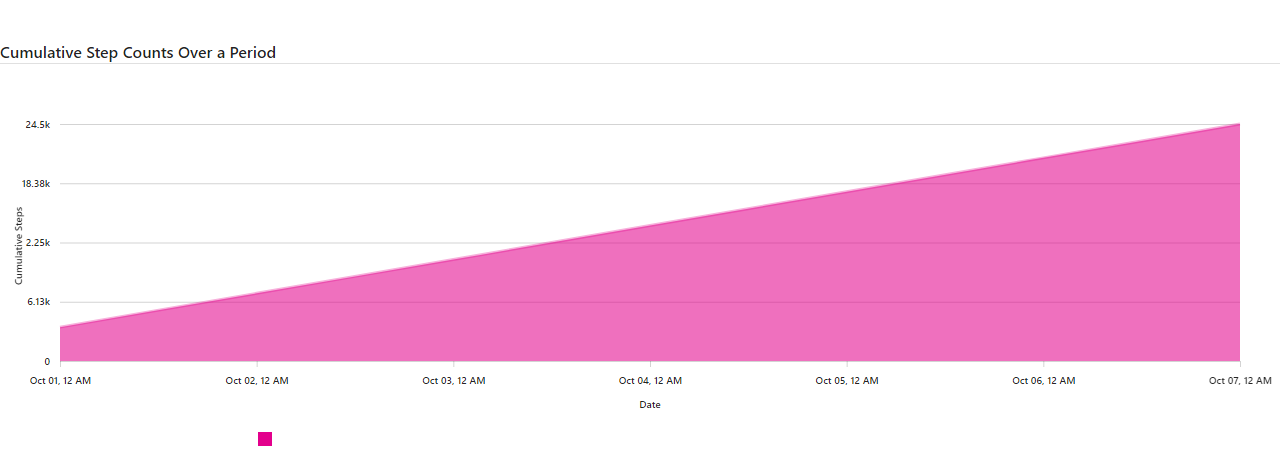 Cumulative Step Counts Over a Period
24.5k
18.38k
2.25k
6.13k
0
Cumulative Steps
Oct 01, 12 AM Oct 02, 12 AM Oct 03, 12 AM Oct 04, 12 AM Oct 05, 12 AM Oct 06, 12 AM Oct 07, 12 AM
Date